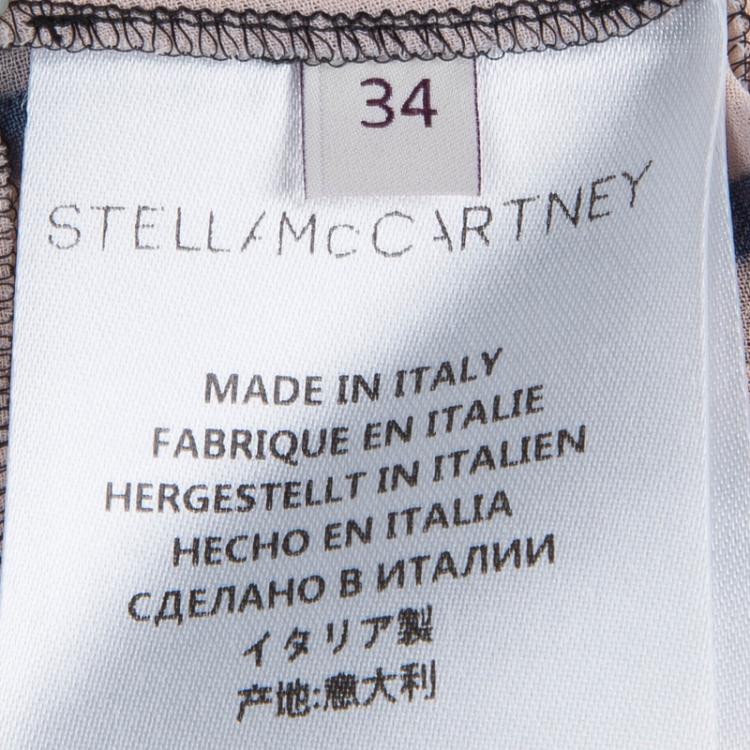 34
STELLA McCARTNEY
MADE IN ITALY
FABRIQUE EN ITALIE
HERGESTELLT IN ITALIEN
HECHO EN ITALIA
СДЕЛАНО В ИТАЛИИ
イタリア製
产地:意大利